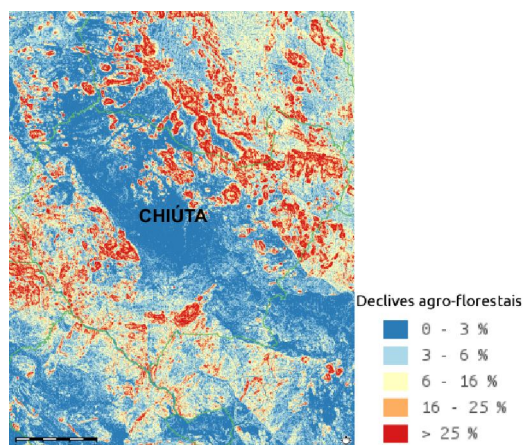 CHIÚTA
Declives agro-florestais
0 - 3 %
3 - 6 %
6 - 16 %
16 - 25 %
> 25 %